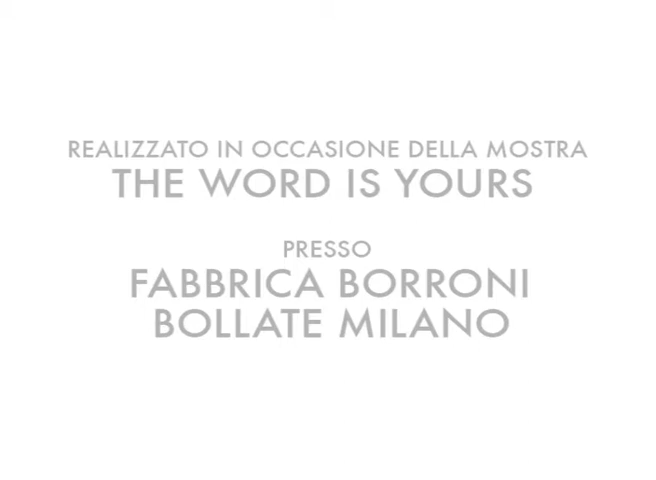 REALIZZATO IN OCCASIONE DELLA MOSTRA
THE WORD IS YOURS
PRESSO
FABBRICA BORRONI
BOLLATE MILANO